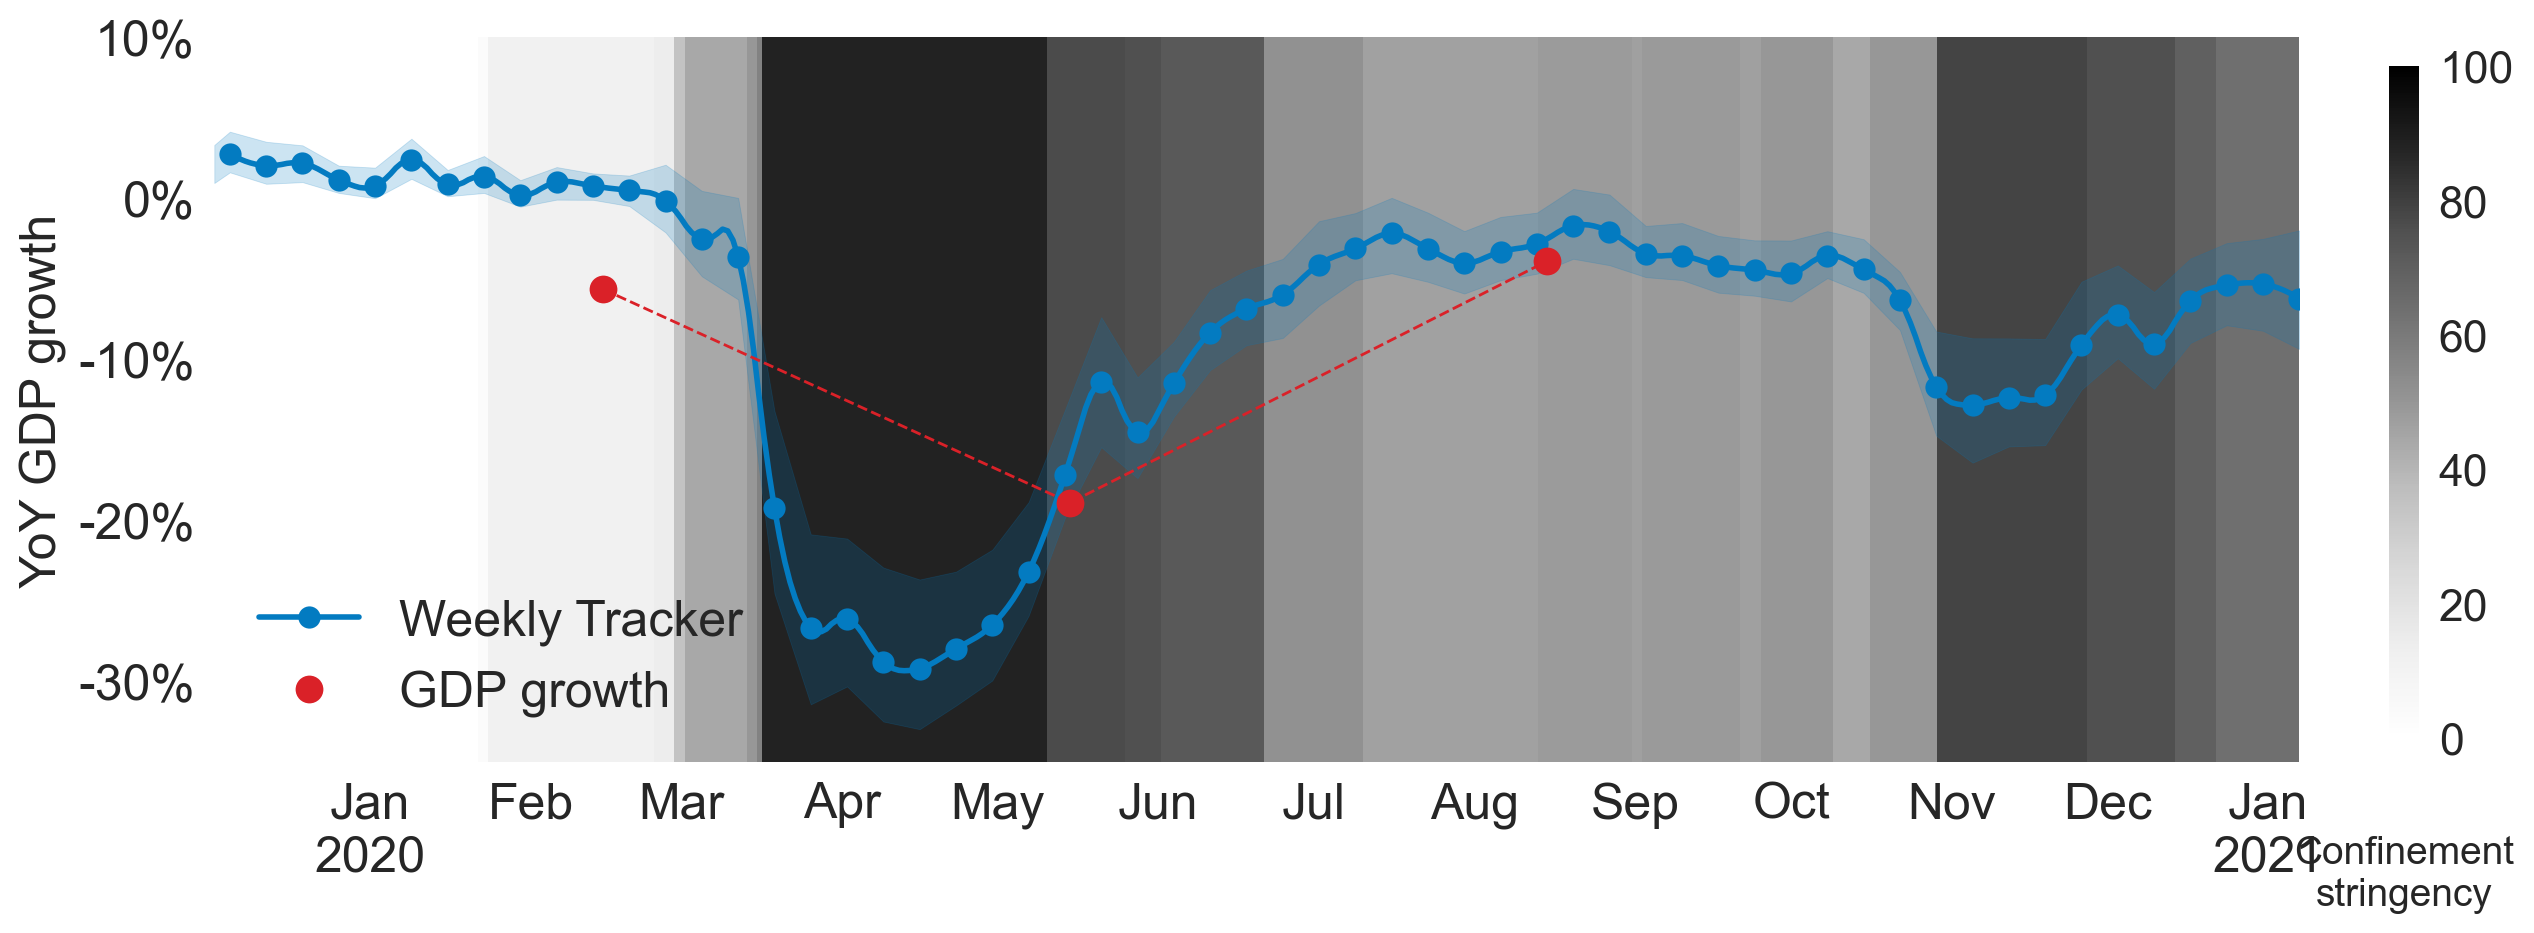 10%
0%
-10%
-20%
-30%
YoY GDP growth
Weekly Tracker
GDP growth
Jan
2020
Feb
Mar
Apr
May
Jun
Jul
Aug
Sep
Oct
Nov
Dec
Jan
2021
100
80
60
40
20
0
Confinement
stringency